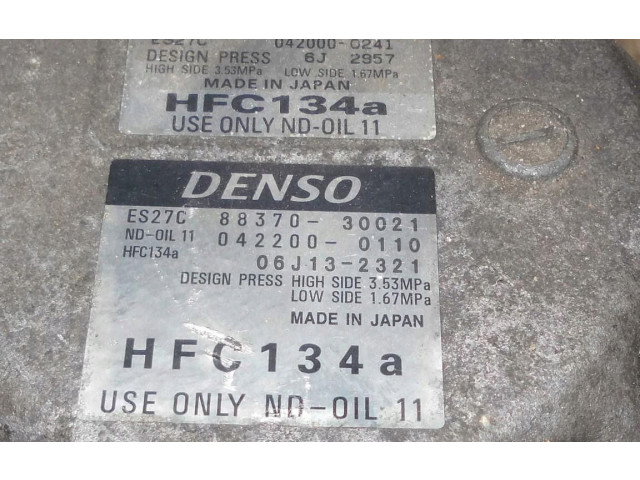 ES27C 042000-0241
DESIGN PRESS 6J 2957
HIGH SIDE 3.53MPa LOW SIDE 1.67MPa
MADE IN JAPAN
HFC134a
USE ONLY ND-OIL 11
DENSO
ES27C 88370-30021
ND-OIL 11 042200-0110
HFC134a 06J13-2321
DESIGN PRESS HIGH SIDE 3.53MPa
LOW SIDE 1.67MPa
MADE IN JAPAN
HFC134a
USE ONLY ND-OIL 11